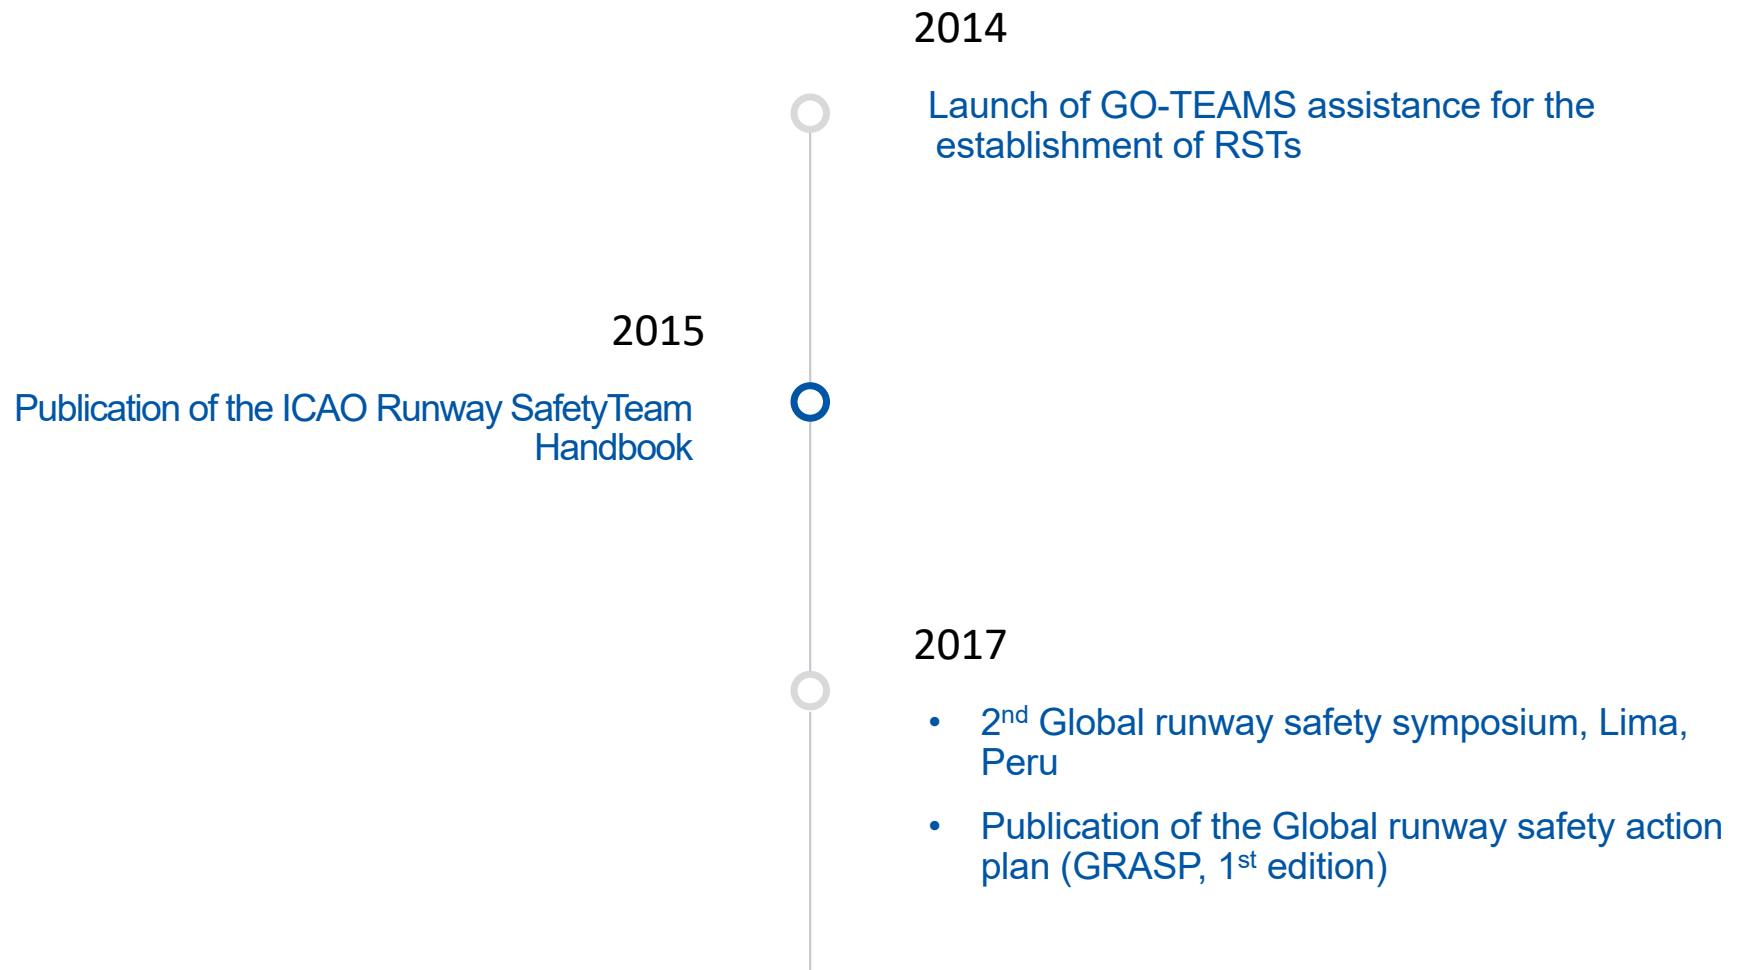 2014
Launch of GO-TEAMS assistance for the
establishment of RSTs
2015
Publication of the ICAO Runway SafetyTeam
Handbook
2017
• 2nd Global runway safety symposium, Lima,
Peru
• Publication of the Global runway safety action
plan (GRASP, 1st edition)